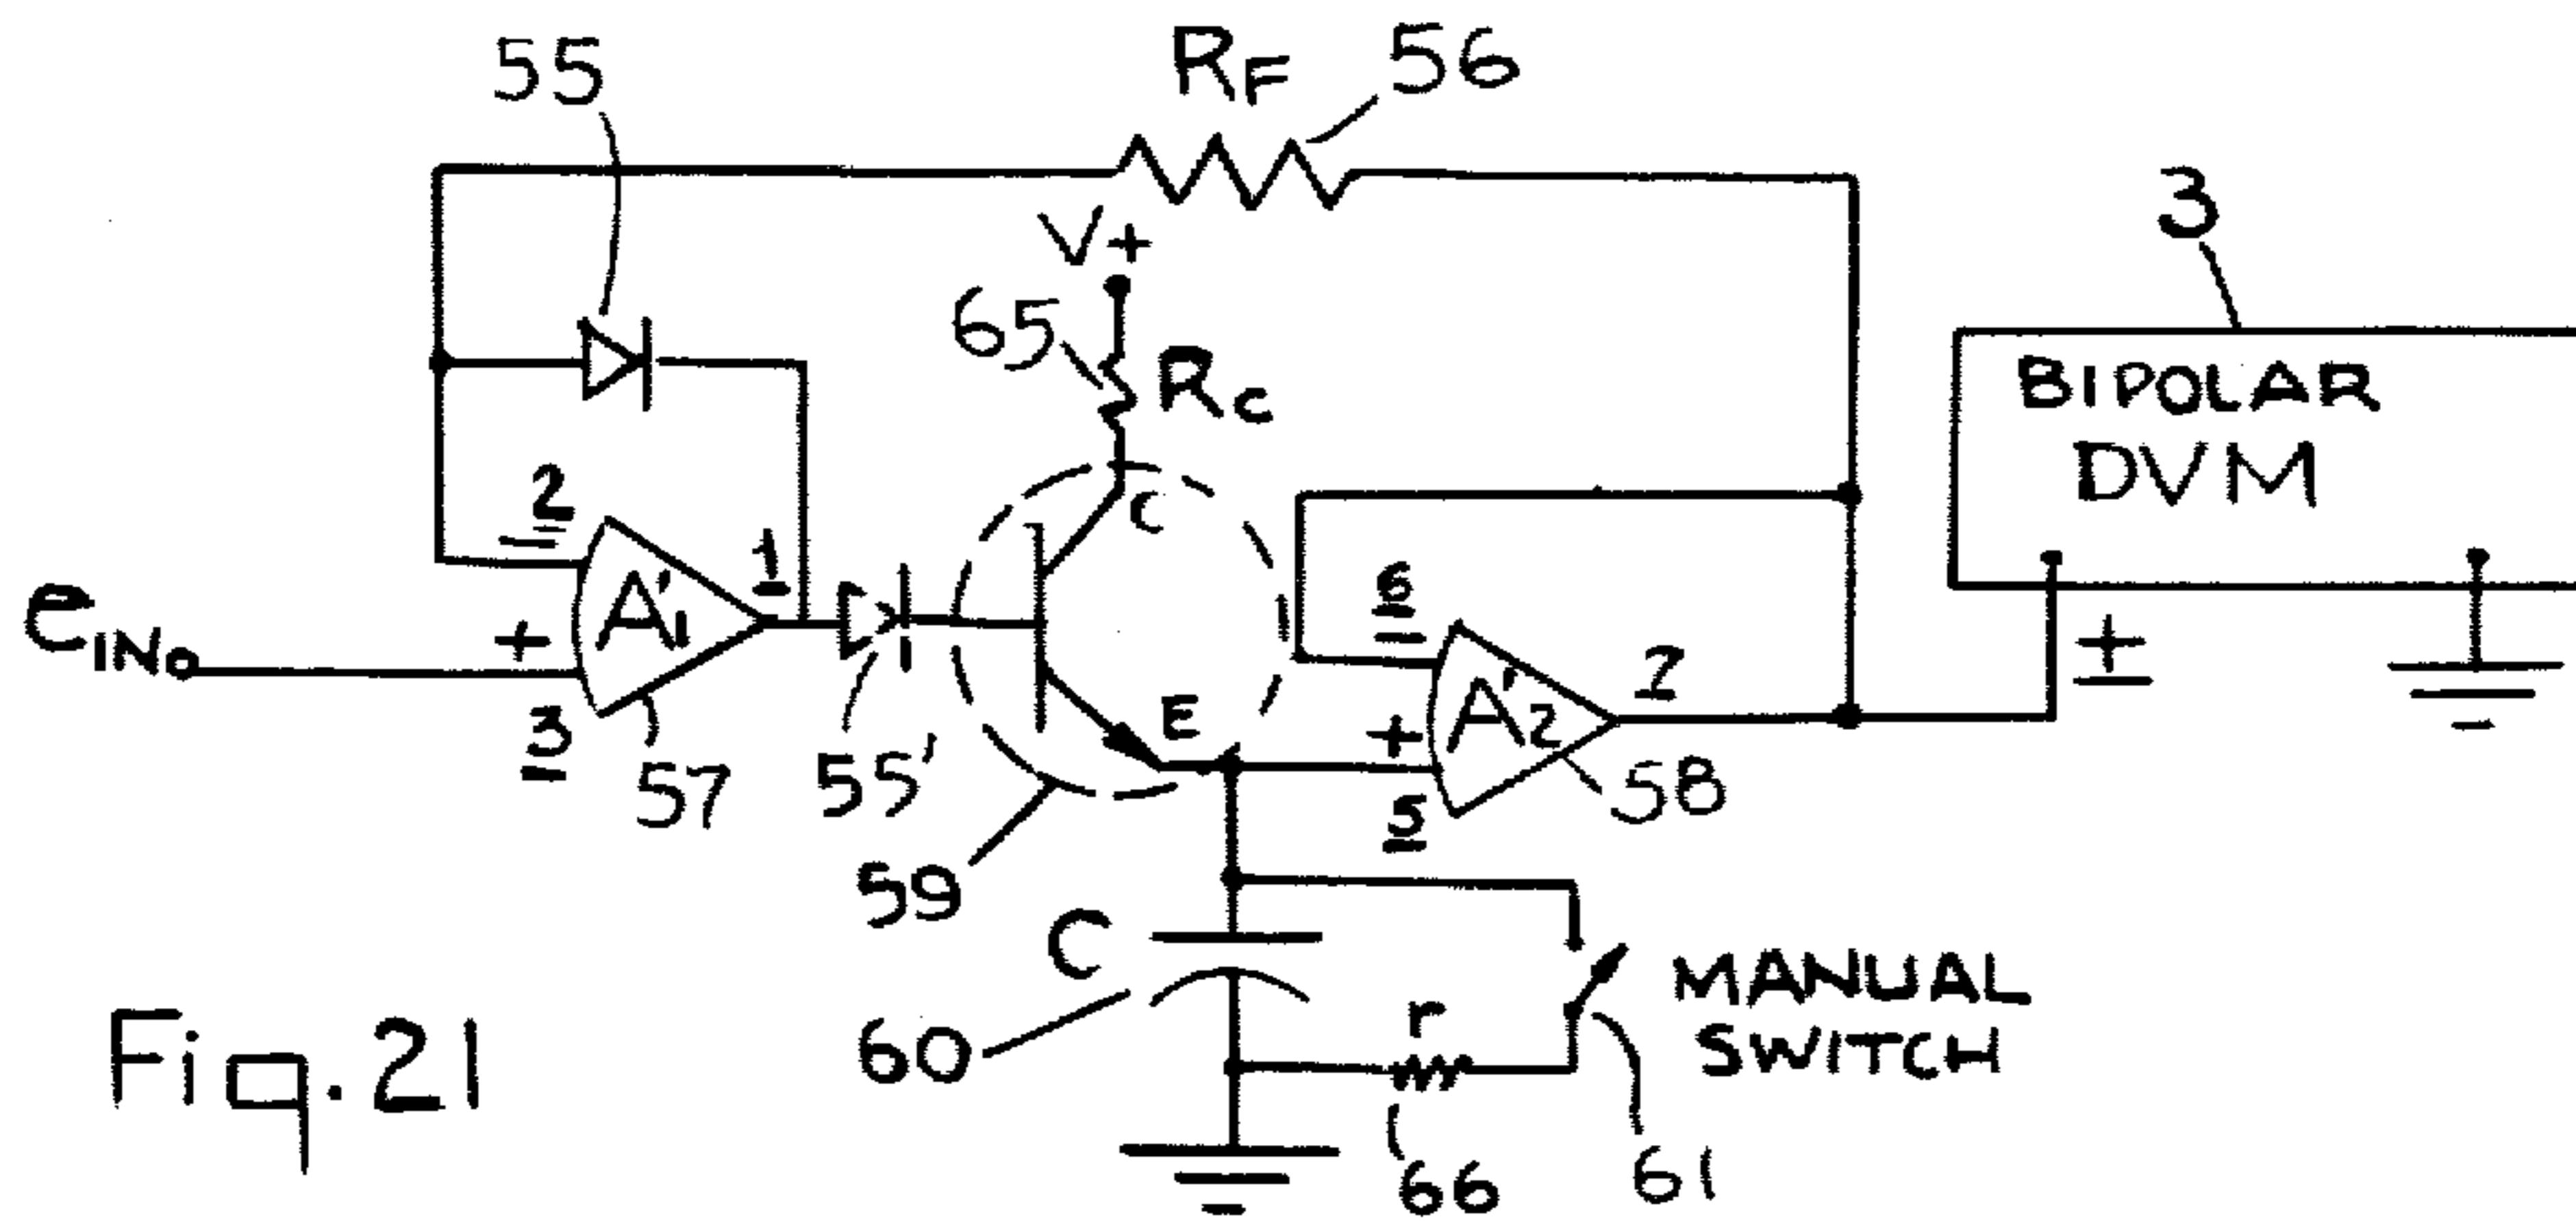 55
RF
56
V+
3
65
Rc
BIPOLAR
DVM
C
2
−
1
A'1
6
−
eINo
+
3
57
55'
E
A'2
7
±
+
5
58
59
C
60
r
66
MANUAL
SWITCH
61
Fig. 21